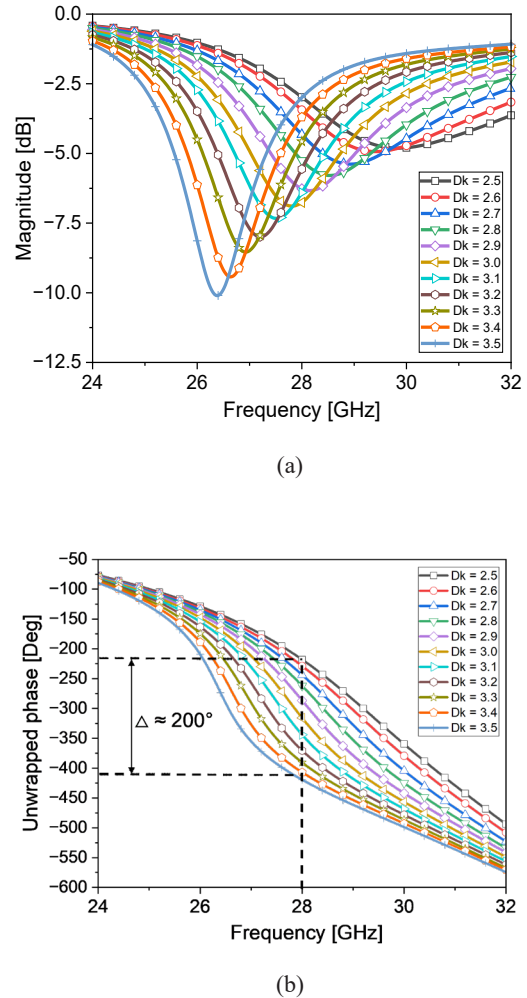 0.0
−2.5
−5.0
−7.5
−10.0
−12.5
Magnitude [dB]
Dk = 2.5
Dk = 2.6
Dk = 2.7
Dk = 2.8
Dk = 2.9
Dk = 3.0
Dk = 3.1
Dk = 3.2
Dk = 3.3
Dk = 3.4
Dk = 3.5
24 26 28 30 32
Frequency [GHz]
(a)
−50
−100
−150
−200
−250
−300
−350
−400
−450
−500
−550
−600
Unwrapped phase [Deg]
△ ≈ 200°
Dk = 2.5
Dk = 2.6
Dk = 2.7
Dk = 2.8
Dk = 2.9
Dk = 3.0
Dk = 3.1
Dk = 3.2
Dk = 3.3
Dk = 3.4
Dk = 3.5
24 26 28 30 32
Frequency [GHz]
(b)